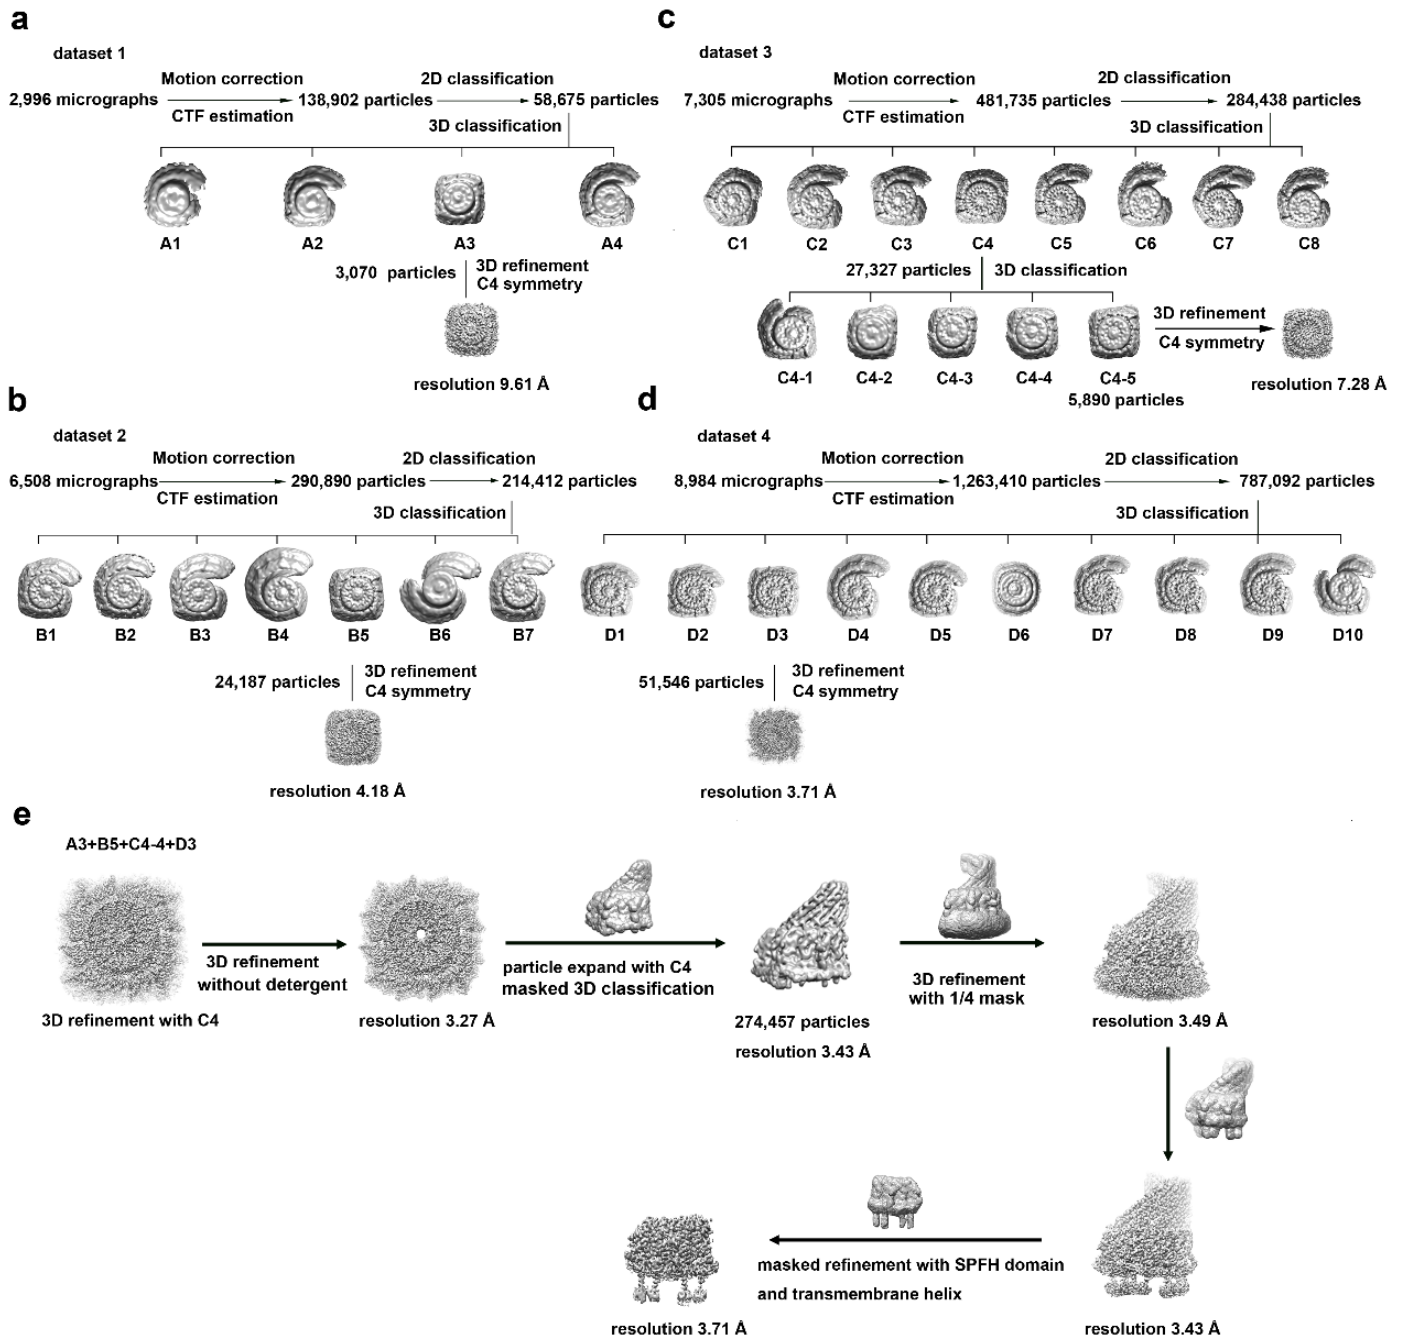 a
dataset 1
2,996 micrographs
Motion correction
CTF estimation
138,902 particles
2D classification
58,675 particles
3D classification
A1 A2 A3 A4
3,070 particles
3D refinement
C4 symmetry
resolution 9.61 Å
b
dataset 2
6,508 micrographs
Motion correction
CTF estimation
290,890 particles
2D classification
214,412 particles
3D classification
B1 B2 B3 B4 B5 B6 B7
24,187 particles
3D refinement
C4 symmetry
resolution 4.18 Å
c
dataset 3
7,305 micrographs
Motion correction
CTF estimation
481,735 particles
2D classification
284,438 particles
3D classification
C1 C2 C3 C4 C5 C6 C7 C8
27,327 particles
3D classification
C4-1 C4-2 C4-3 C4-4 C4-5
5,890 particles
3D refinement
C4 symmetry
resolution 7.28 Å
d
dataset 4
8,984 micrographs
Motion correction
CTF estimation
1,263,410 particles
2D classification
787,092 particles
3D classification
D1 D2 D3 D4 D5 D6 D7 D8 D9 D10
51,546 particles
3D refinement
C4 symmetry
resolution 3.71 Å
e
A3+B5+C4-4+D3
3D refinement with C4
3D refinement
without detergent
resolution 3.27 Å
particle expand with C4
masked 3D classification
274,457 particles
resolution 3.43 Å
3D refinement
with 1/4 mask
resolution 3.49 Å
resolution 3.43 Å
masked refinement with SPFH domain
and transmembrane helix
resolution 3.71 Å